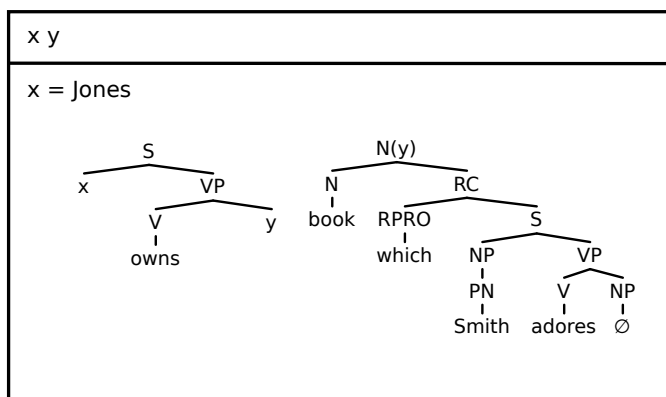 x y
x = Jones
S N(y)
x VP N RC
V y book RPRO S
owns which NP VP
PN V NP
Smith adores ∅